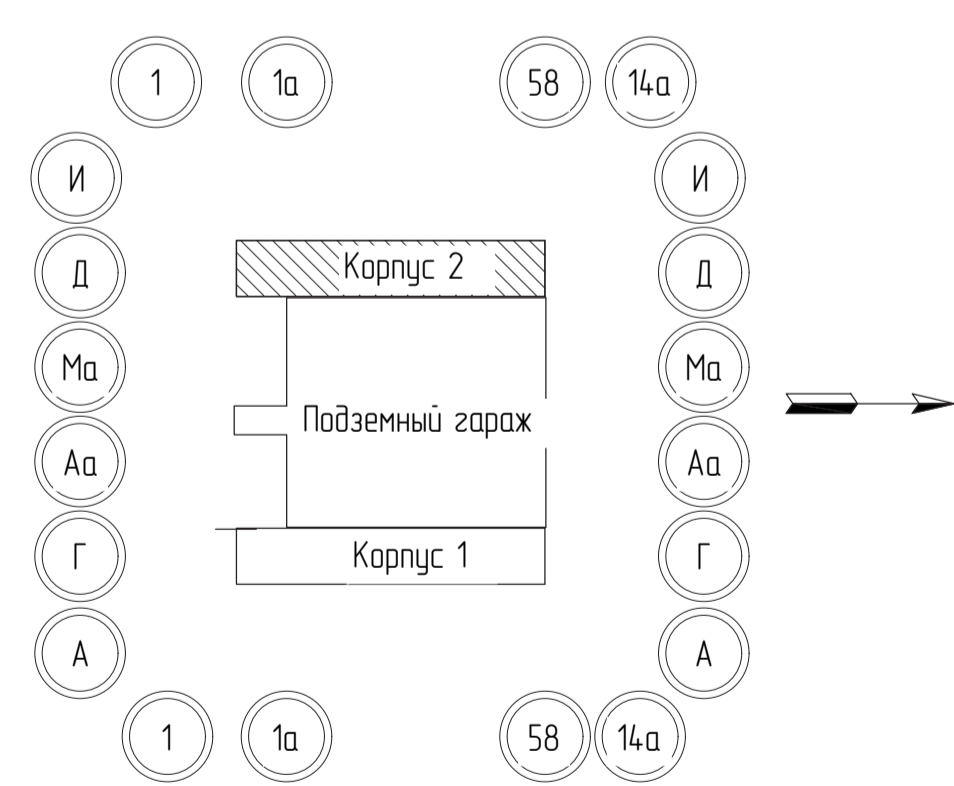 1 1а 58 14а
И И
Д Д
Корпус 2
Ма Ма
Подземный гараж
Аа Аа
Г Г
Корпус 1
А А
1 1а 58 14а